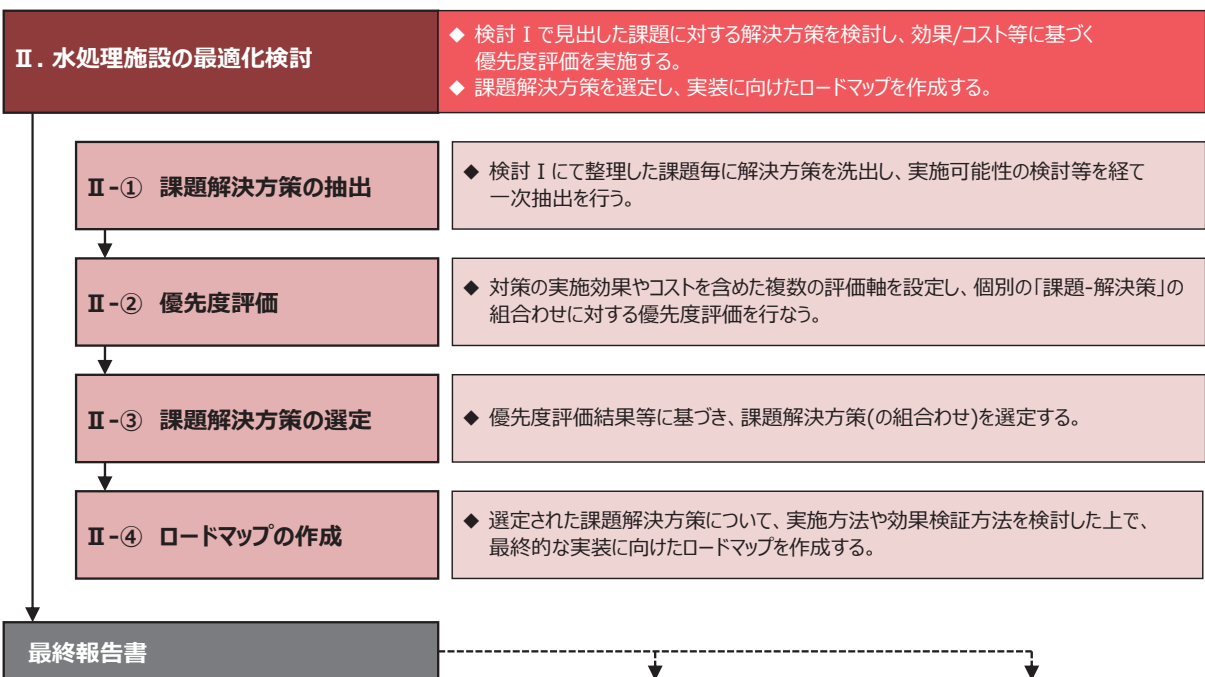 Ⅱ. 水処理施設の最適化検討
◆ 検討Ⅰで見出した課題に対する解決方策を検討し、効果/コスト等に基づく
優先度評価を実施する。
◆ 課題解決方策を選定し、実装に向けたロードマップを作成する。
Ⅱ-① 課題解決方策の抽出
◆ 検討Ⅰにて整理した課題毎に解決方策を洗出し、実施可能性の検討等を経て
一次抽出を行う。
Ⅱ-② 優先度評価
◆ 対策の実施効果やコストを含めた複数の評価軸を設定し、個別の「課題-解決策」の
組合わせに対する優先度評価を行なう。
Ⅱ-③ 課題解決方策の選定
◆ 優先度評価結果等に基づき、課題解決方策(の組合わせ)を選定する。
Ⅱ-④ ロードマップの作成
◆ 選定された課題解決方策について、実施方法や効果検証方法を検討した上で、
最終的な実装に向けたロードマップを作成する。
最終報告書